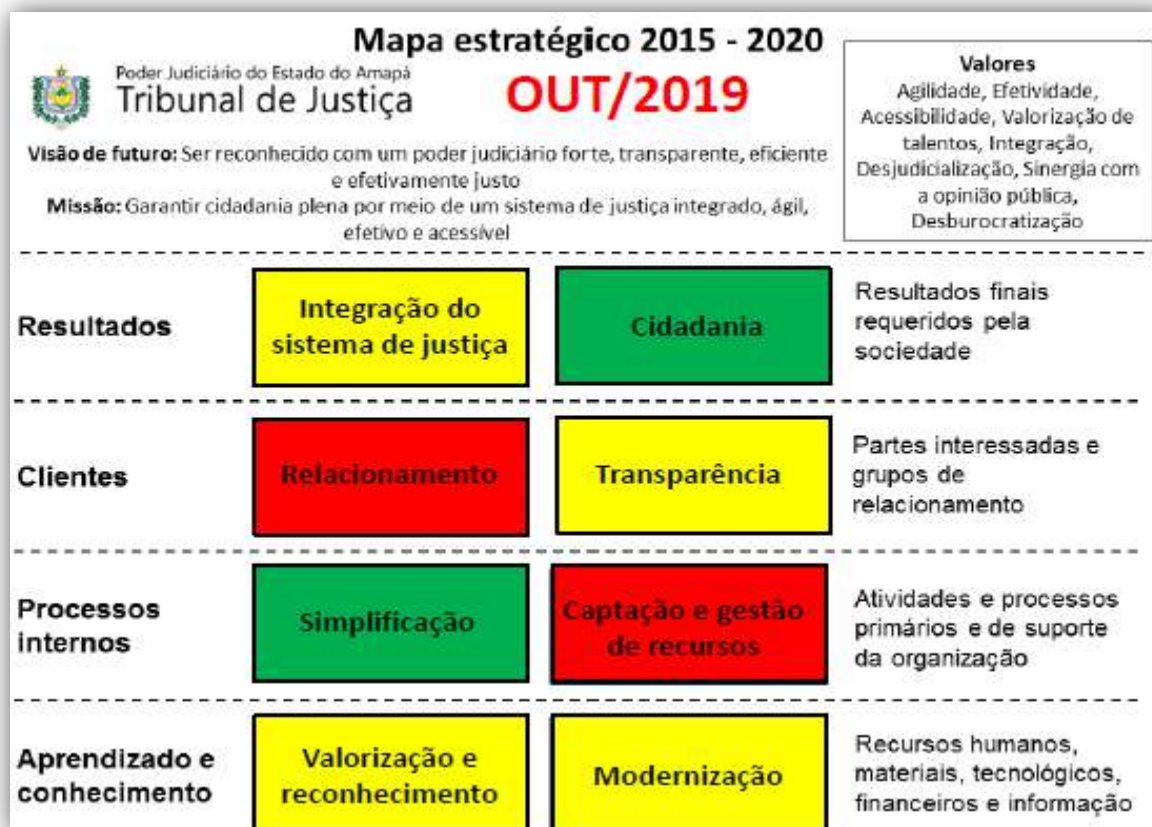 Mapa estratégico 2015 - 2020
Poder Judiciário do Estado do Amapá
Tribunal de Justiça
OUT/2019
Visão de futuro: Ser reconhecido com um poder judiciário forte, transparente, eficiente
e efetivamente justo
Missão: Garantir cidadania plena por meio de um sistema de justiça integrado, ágil,
efetivo e acessível
Valores
Agilidade, Efetividade,
Acessibilidade, Valorização de
talentos, Integração,
Desjudicialização, Sinergia com
a opinião pública,
Desburocratização
Resultados
Integração do
sistema de justiça
Cidadania
Resultados finais
requeridos pela
sociedade
Clientes
Relacionamento
Transparência
Partes interessadas e
grupos de
relacionamento
Processos
internos
Simplificação
Captação e gestão
de recursos
Atividades e processos
primários e de suporte
da organização
Aprendizado e
conhecimento
Valorização e
reconhecimento
Modernização
Recursos humanos,
materiais, tecnológicos,
financeiros e informação